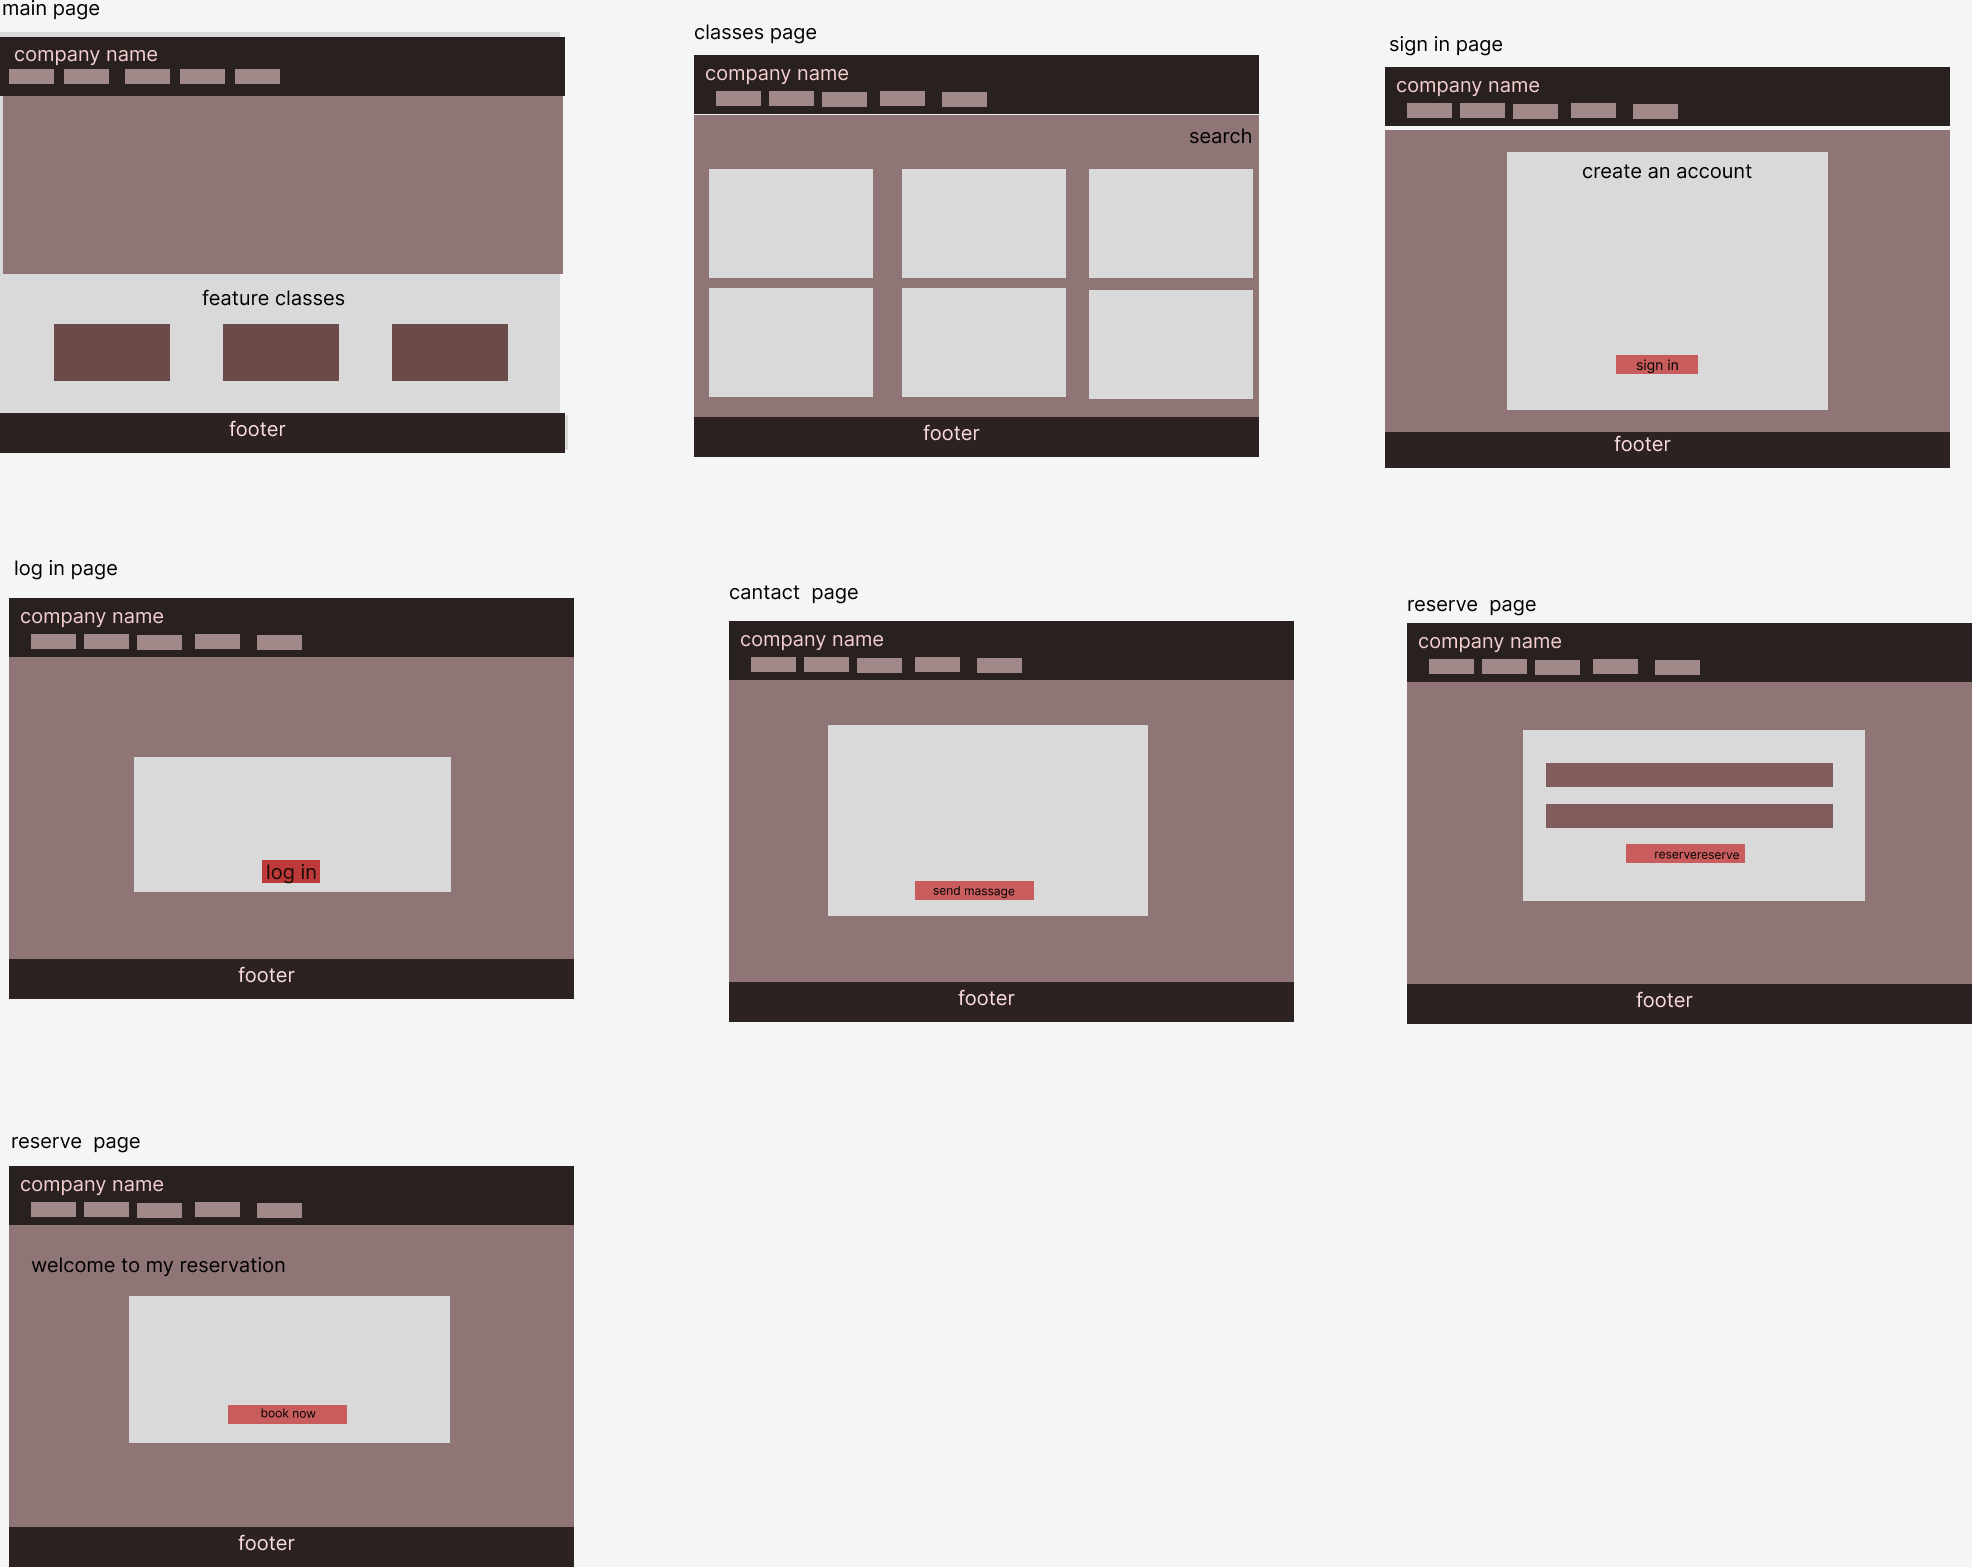 main page
company name
feature classes
footer
classes page
company name
search
footer
sign in page
company name
create an account
sign in
footer
log in page
company name
log in
footer
cantact  page
company name
send massage
footer
reserve  page
company name
reservereserve
footer
reserve  page
company name
welcome to my reservation
book now
footer